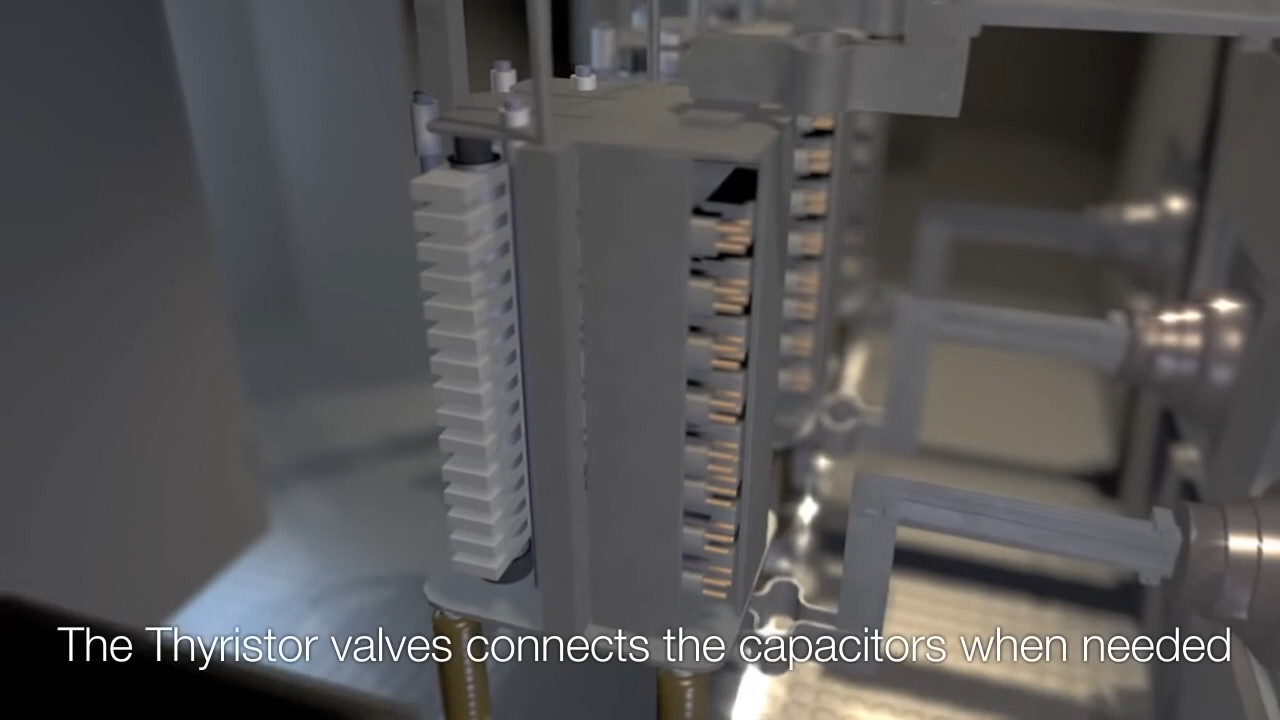 The Thyristor valves connects the capacitors when needed